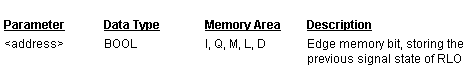 Parameter Data Type Memory Area Description
<address> BOOL I, Q, M, L, D Edge memory bit, storing the
previous signal state of RLO